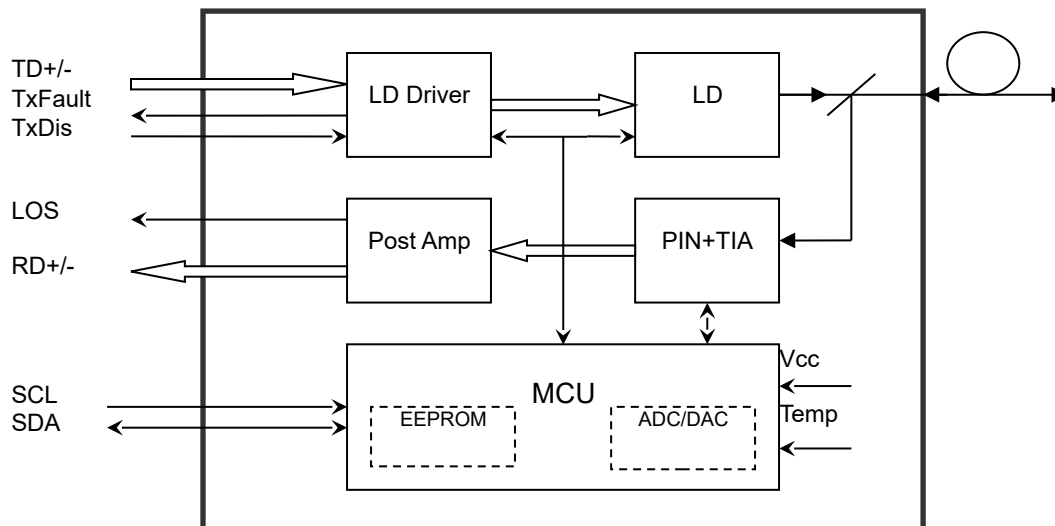 TD+/-
TxFault
TxDis
LD Driver
LD
LOS
RD+/-
Post Amp
PIN+TIA
SCL
SDA
MCU
EEPROM
ADC/DAC
Vcc
Temp